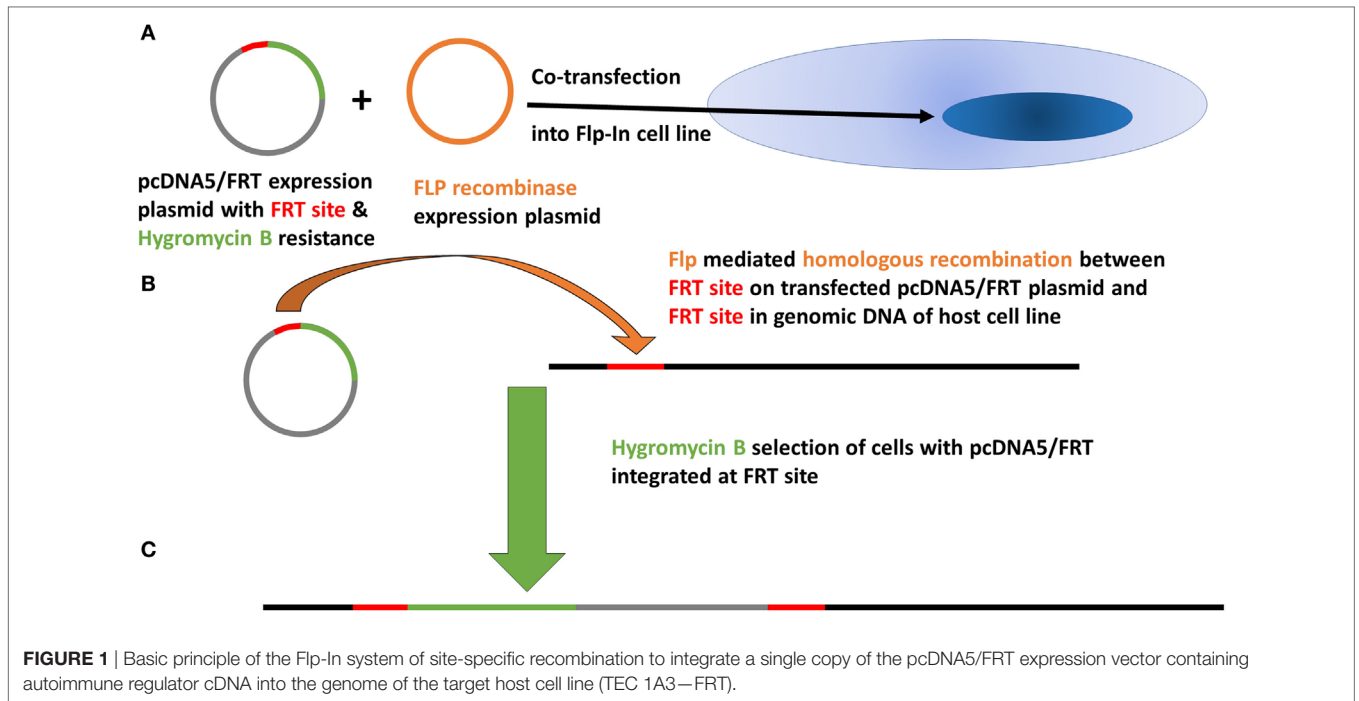 A
+
Co-transfection
into Flp-In cell line
pcDNA5/FRT expression
plasmid with FRT site &
Hygromycin B resistance
FLP recombinase
expression plasmid
B
Flp mediated homologous recombination between
FRT site on transfected pcDNA5/FRT plasmid and
FRT site in genomic DNA of host cell line
Hygromycin B selection of cells with pcDNA5/FRT
integrated at FRT site
C
FIGURE 1 | Basic principle of the Flp-In system of site-specific recombination to integrate a single copy of the pcDNA5/FRT expression vector containing
autoimmune regulator cDNA into the genome of the target host cell line (TEC 1A3—FRT).